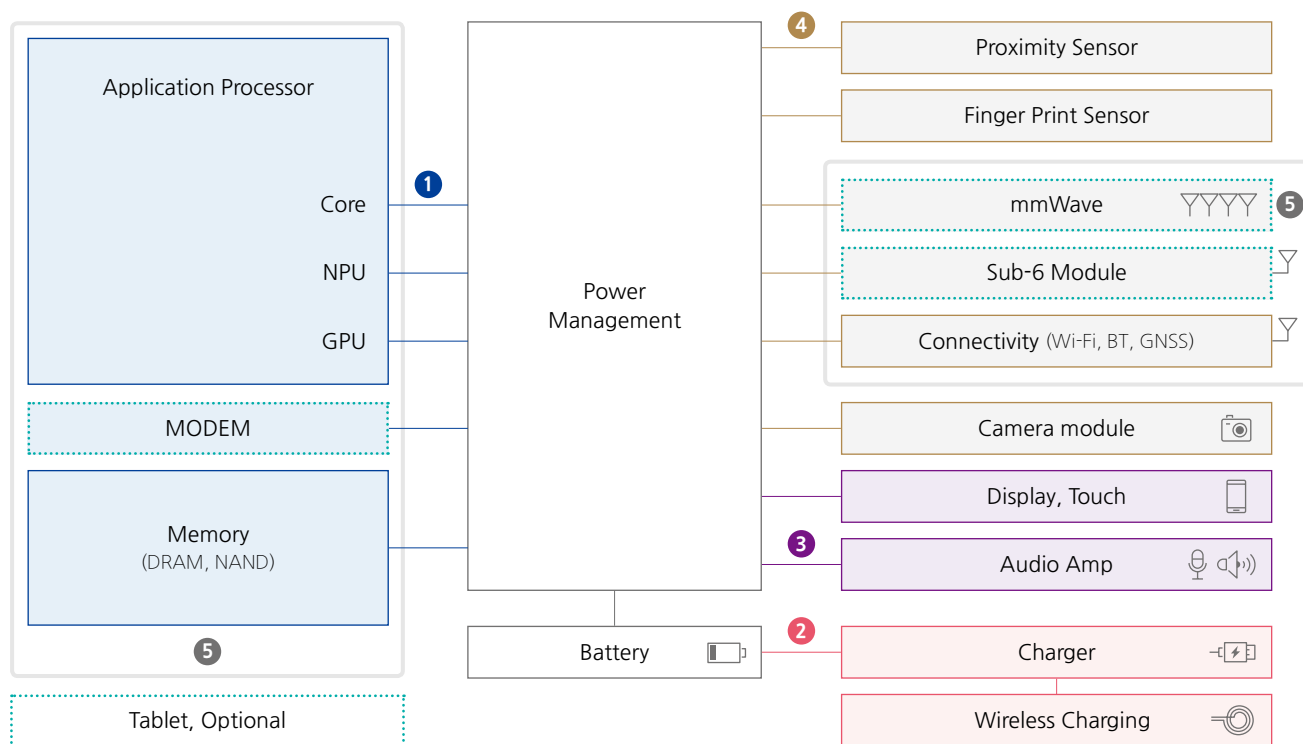 Application Processor
Core
NPU
GPU
1
MODEM
Memory
(DRAM, NAND)
5
Tablet, Optional
Power
Management
Battery
4
Proximity Sensor
Finger Print Sensor
mmWave
5
Sub-6 Module
Connectivity (Wi-Fi, BT, GNSS)
Camera module
Display, Touch
3
Audio Amp
2
Charger
Wireless Charging